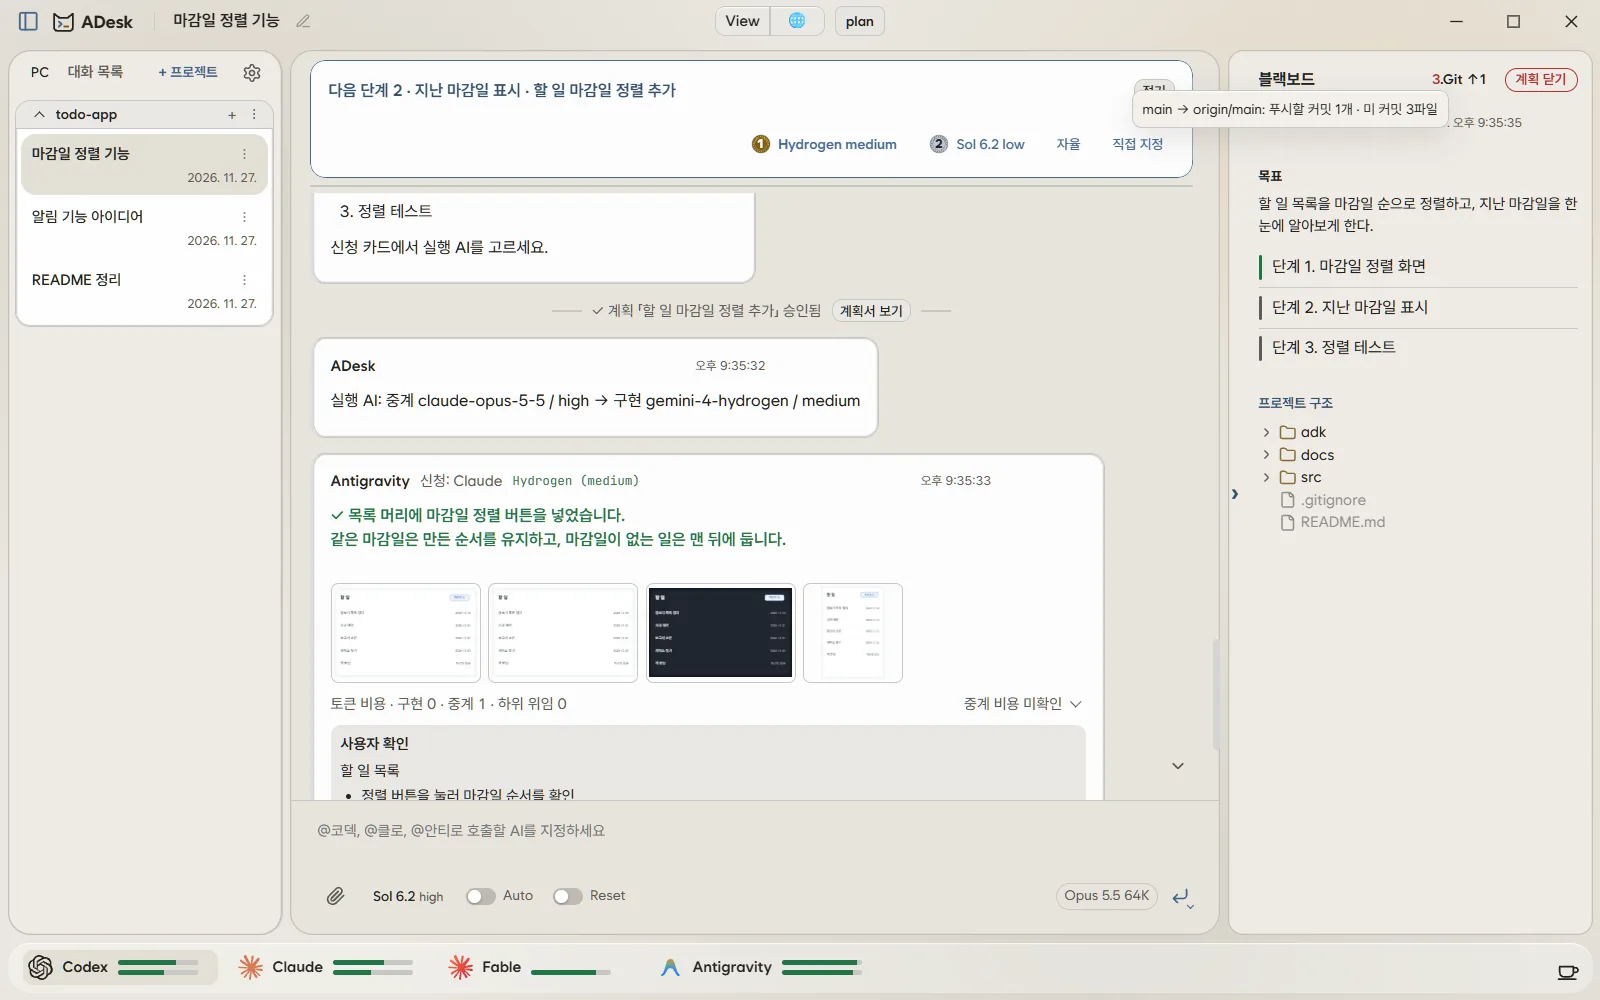 ADesk
마감일 정렬 기능
View
plan
PC
대화 목록
+ 프로젝트
todo-app
마감일 정렬 기능
2026. 11. 27.
알림 기능 아이디어
2026. 11. 27.
README 정리
2026. 11. 27.
다음 단계 2 · 지난 마감일 표시 · 할 일 마감일 정렬 추가
1 Hydrogen medium
2 Sol 6.2 low
자율
직접 지정
3. 정렬 테스트
신청 카드에서 실행 AI를 고르세요.
✓ 계획 「할 일 마감일 정렬 추가」 승인됨
계획서 보기
ADesk
오후 9:35:32
실행 AI: 중계 claude-opus-5-5 / high → 구현 gemini-4-hydrogen / medium
Antigravity 신청: Claude Hydrogen (medium)
오후 9:35:33
✓ 목록 머리에 마감일 정렬 버튼을 넣었습니다.
같은 마감일은 만든 순서를 유지하고, 마감일이 없는 일은 맨 뒤에 둡니다.
토큰 비용 · 구현 0 · 중계 1 · 하위 위임 0
중계 비용 미확인
사용자 확인
할 일 목록
• 정렬 버튼을 눌러 마감일 순서를 확인
@코덱, @클로, @안티로 호출할 AI를 지정하세요
Sol 6.2 high
Auto
Reset
Opus 5.5 64K
블랙보드
3.Git ↑1
계획 닫기
main → origin/main: 푸시할 커밋 1개 · 미 커밋 3파일
오후 9:35:35
목표
할 일 목록을 마감일 순으로 정렬하고, 지난 마감일을 한
눈에 알아보게 한다.
단계 1. 마감일 정렬 화면
단계 2. 지난 마감일 표시
단계 3. 정렬 테스트
프로젝트 구조
adk
docs
src
.gitignore
README.md
Codex
Claude
Fable
Antigravity